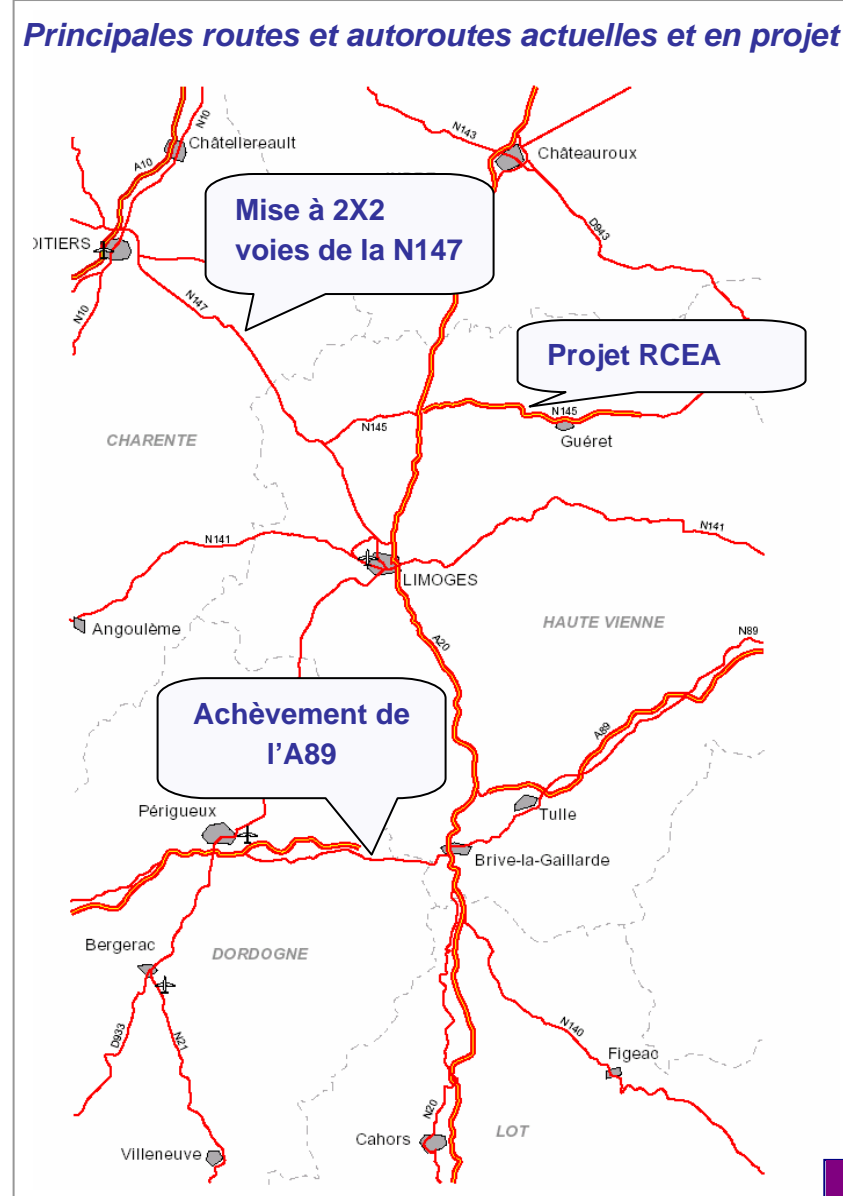 Principales routes et autoroutes actuelles et en projet
N10
Châtellereault
A10
N143
Châteauroux
Mise à 2X2
voies de la N147
D943
OITIERS
N147
N10
Projet RCEA
N145
N145
Guéret
CHARENTE
N141
N141
LIMOGES
Angoulème
HAUTE VIENNE
N89
A20
Achèvement de
l'A89
A89
Périgueux
Tulle
Brive-la-Gaillarde
Bergerac
DORDOGNE
D933
N21
N140
Figeac
N20
Cahors
LOT
Villeneuve